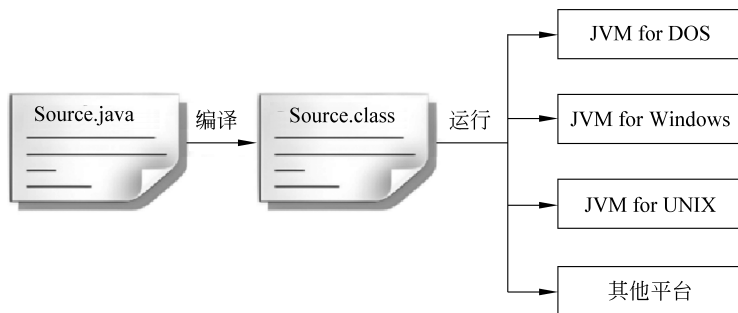 Source.java
编译
Source.class
运行
JVM for DOS
JVM for Windows
JVM for UNIX
其他平台